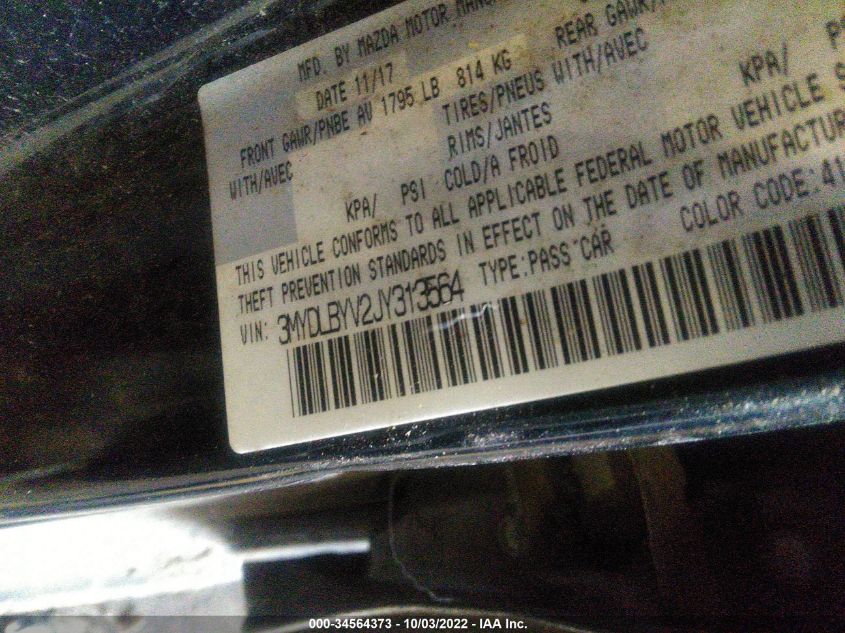 MFD. BY MAZDA MOTOR
DATE 11/17
FRONT GAWR/PNBE AV 1795 LB 814 KG REAR
WITH/AVEC TIRES/PNEUS WITH/AVEC
RIMS/JANTES
KPA/ PSI COLD/A FROID KPA/
THIS VEHICLE CONFORMS TO ALL APPLICABLE FEDERAL MOTOR VEHICLE
THEFT PREVENTION STANDARDS IN EFFECT ON THE DATE OF
VIN: 3MYDLBYV2JY313564 TYPE:PASS CAR COLOR CODE:41
000-34564373 - 10/03/2022 - IAA Inc.